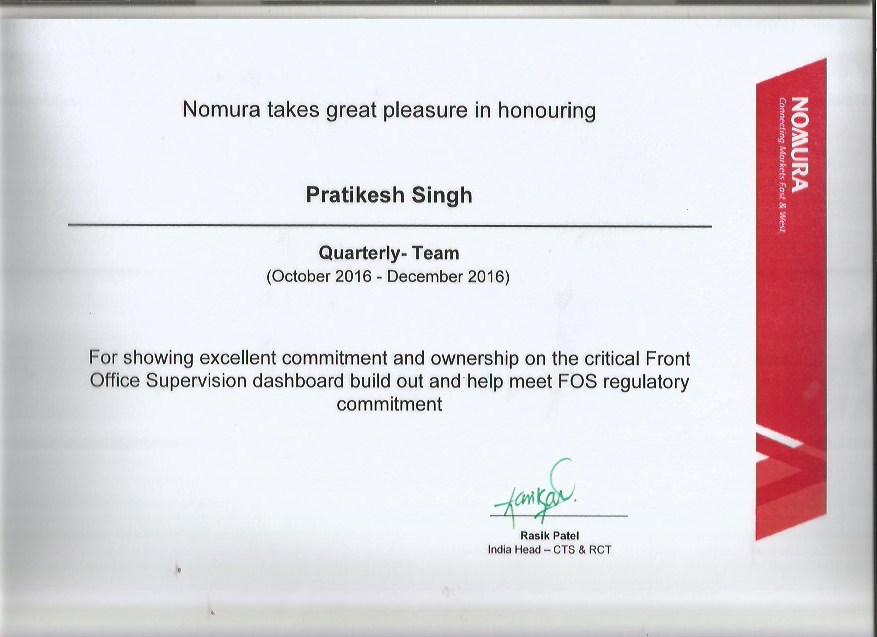 Nomura takes great pleasure in honouring
Pratikesh Singh
Quarterly- Team
(October 2016 - December 2016)
For showing excellent commitment and ownership on the critical Front
Office Supervision dashboard build out and help meet FOS regulatory
commitment
Rasik Patel
India Head – CTS & RCT
NOMURA
Connecting Markets East & West